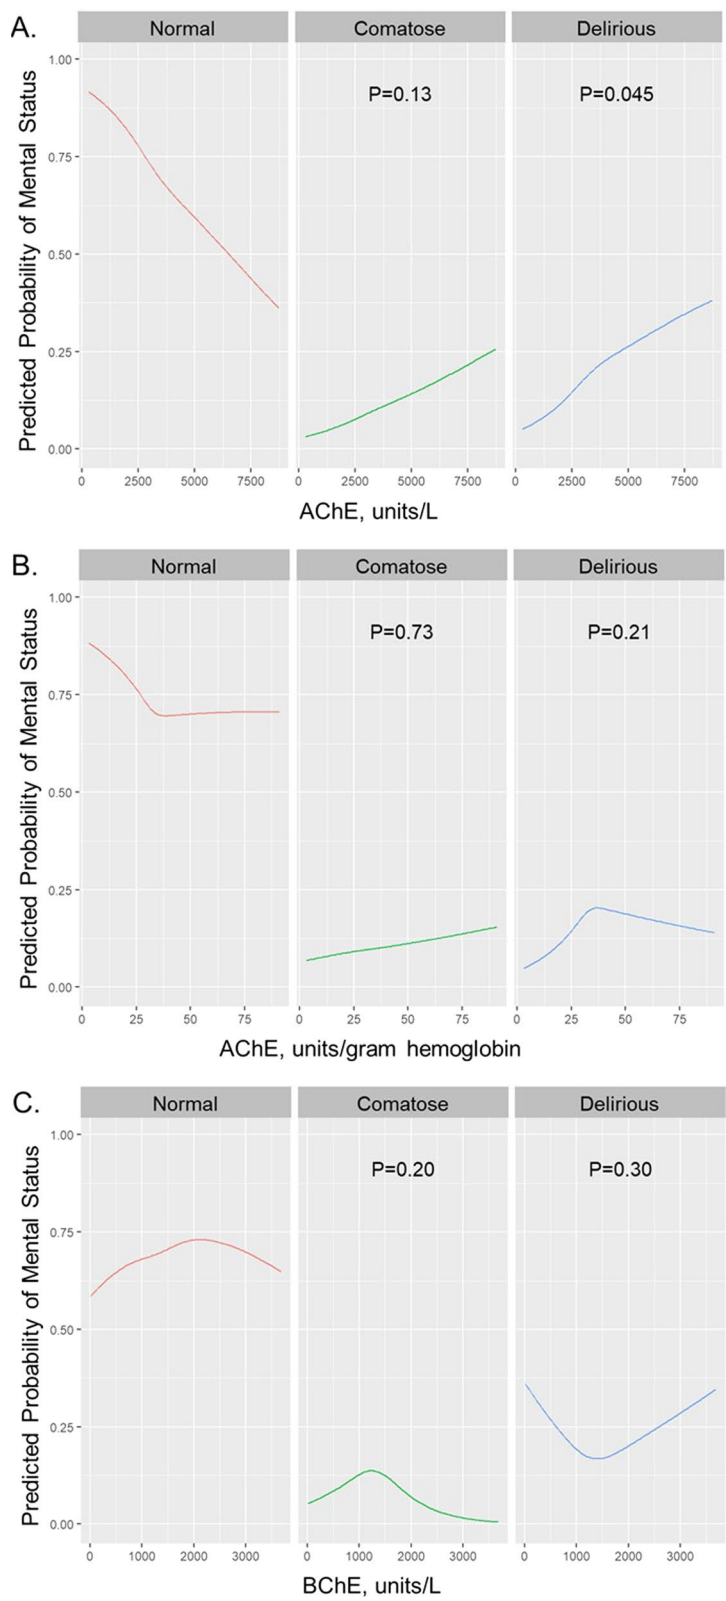 A.
Normal Comatose Delirious
Predicted Probability of Mental Status
1.00
P=0.13 P=0.045
0.75
0.50
0.25
0.00
0 2500 5000 7500 0 2500 5000 7500 0 2500 5000 7500
AChE, units/L
B.
Normal Comatose Delirious
Predicted Probability of Mental Status
1.00
P=0.73 P=0.21
0.75
0.50
0.25
0.00
0 25 50 75 0 25 50 75 0 25 50 75
AChE, units/gram hemoglobin
C.
Normal Comatose Delirious
Predicted Probability of Mental Status
1.00
P=0.20 P=0.30
0.75
0.50
0.25
0.00
0 1000 2000 3000 0 1000 2000 3000 0 1000 2000 3000
BChE, units/L